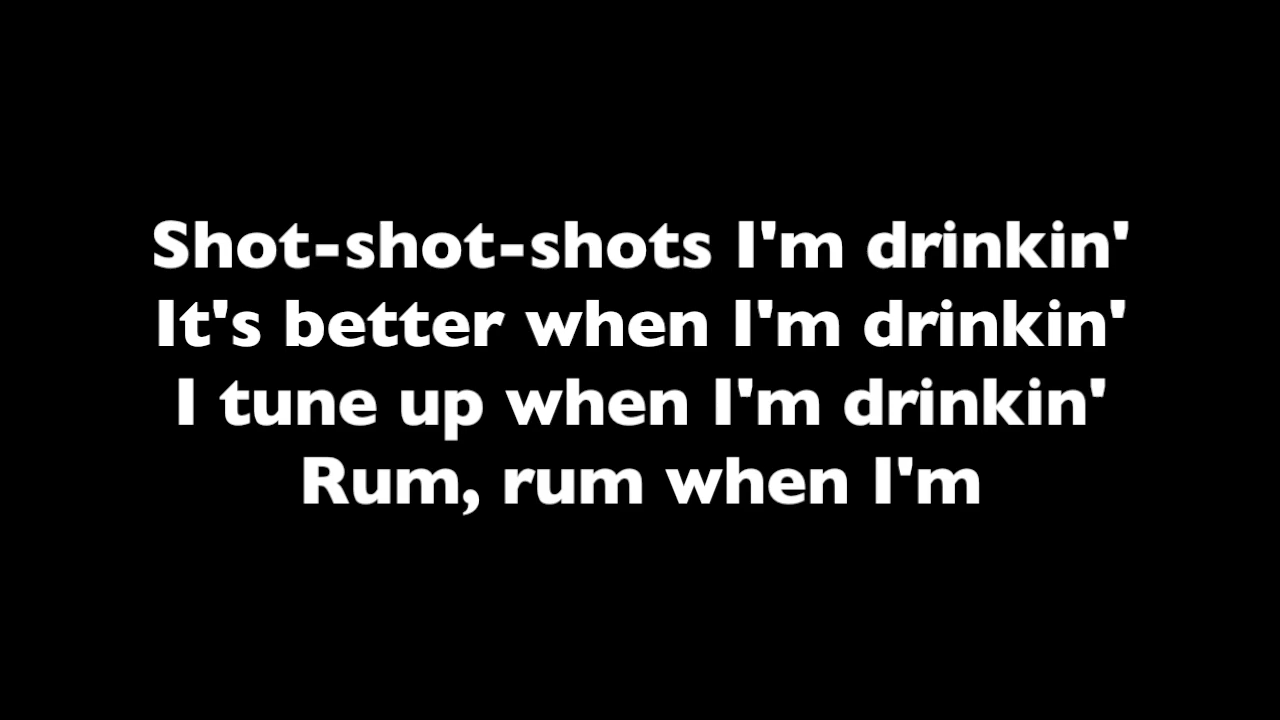 Shot-shot-shots I'm drinkin'
It's better when I'm drinkin'
I tune up when I'm drinkin'
Rum, rum when I'm